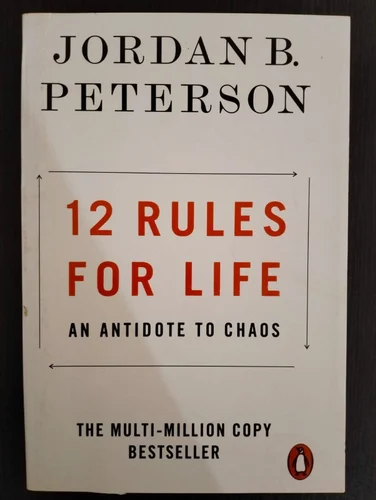 JORDAN B.
PETERSON
12 RULES
FOR LIFE
AN ANTIDOTE TO CHAOS
THE MULTI-MILLION COPY
BESTSELLER